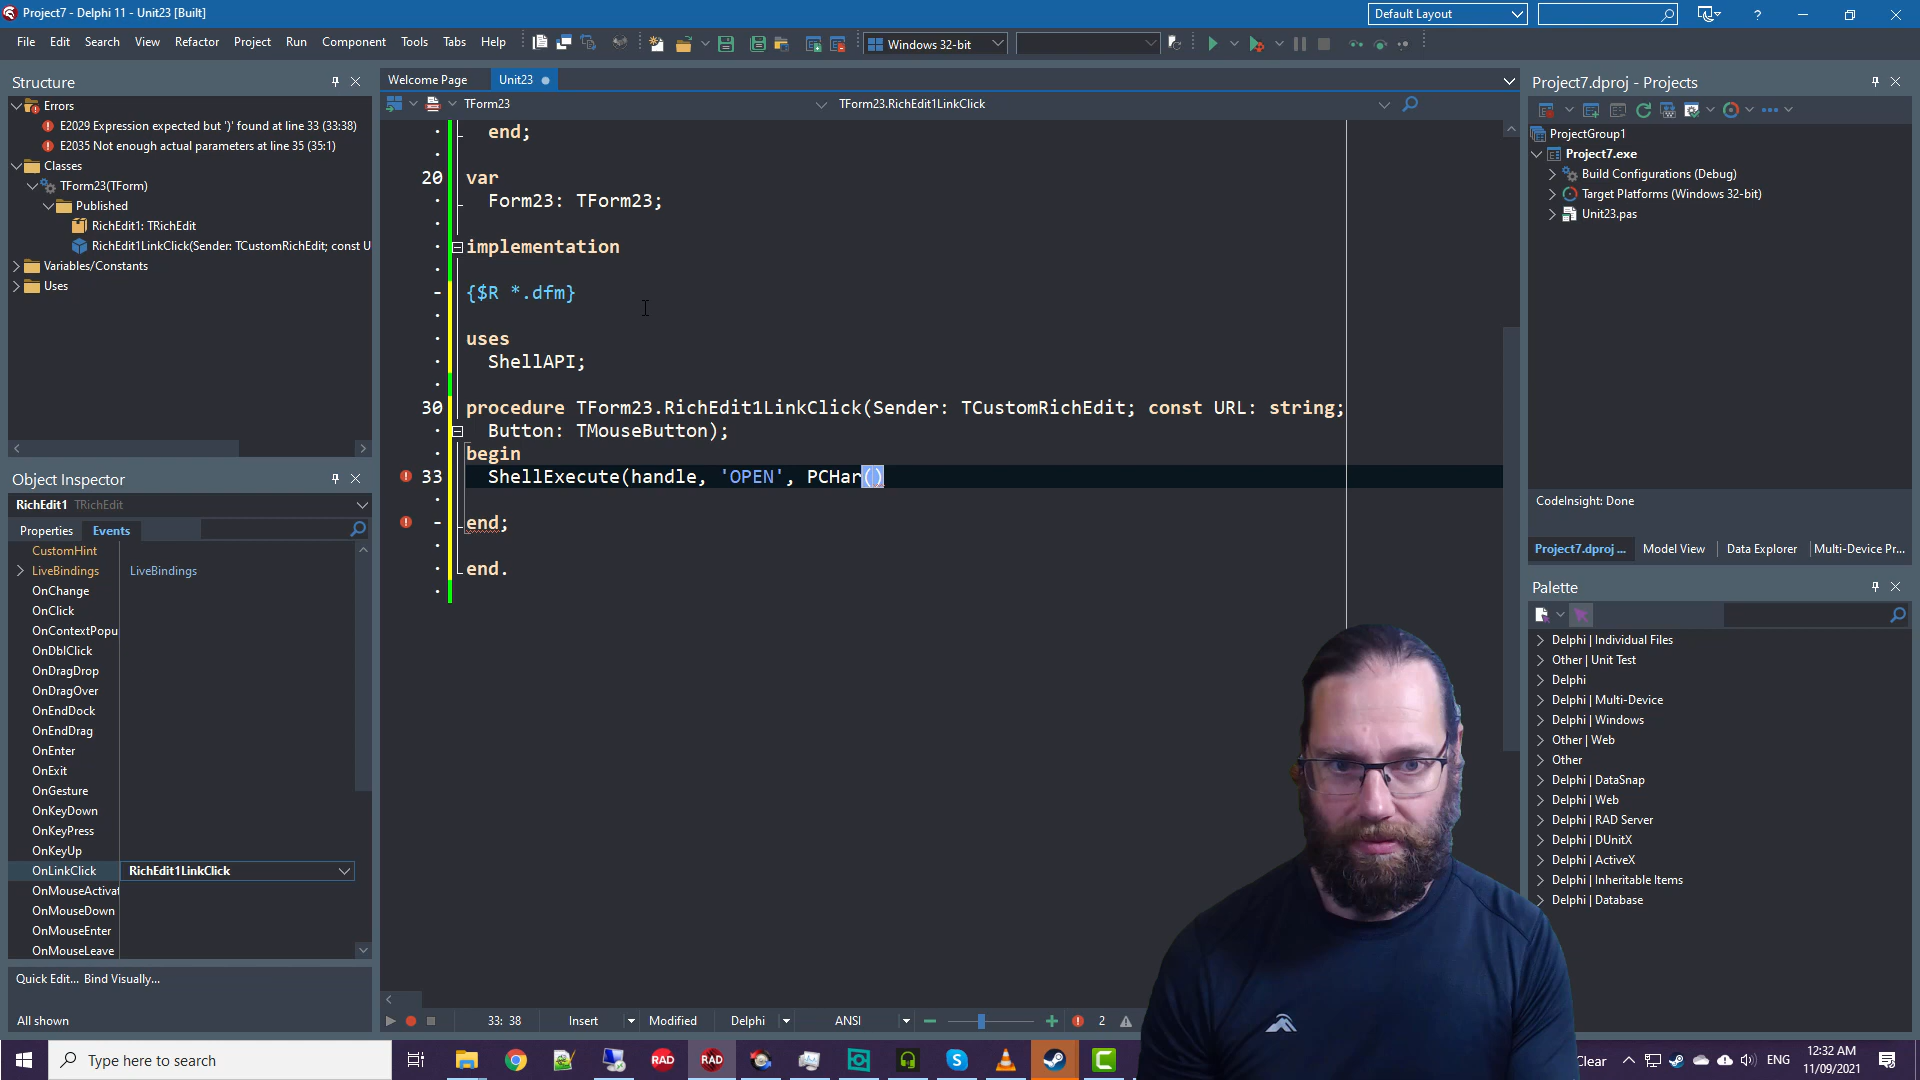 Project7 - Delphi 11 - Unit23 [Built]
Default Layout
File Edit Search View Refactor Project Run Component Tools Tabs Help
Windows 32-bit
Structure
Errors
E2029 Expression expected but ')' found at line 33 (33:38)
E2035 Not enough actual parameters at line 35 (35:1)
Classes
TForm23(TForm)
Published
RichEdit1: TRichEdit
RichEdit1LinkClick(Sender: TCustomRichEdit; const U
Variables/Constants
Uses
Welcome Page Unit23
TForm23 TForm23.RichEdit1LinkClick
end;
20 var
Form23: TForm23;
implementation
{$R *.dfm}
uses
ShellAPI;
30 procedure TForm23.RichEdit1LinkClick(Sender: TCustomRichEdit; const URL: string;
Button: TMouseButton);
begin
33 ShellExecute(handle, 'OPEN', PCHar()
end;
end.
33: 38 Insert Modified Delphi ANSI 2
Object Inspector
RichEdit1 TRichEdit
Properties Events
CustomHint
LiveBindings LiveBindings
OnChange
OnClick
OnContextPopu
OnDblClick
OnDragDrop
OnDragOver
OnEndDock
OnEndDrag
OnEnter
OnExit
OnGesture
OnKeyDown
OnKeyPress
OnKeyUp
OnLinkClick RichEdit1LinkClick
OnMouseActivat
OnMouseDown
OnMouseEnter
OnMouseLeave
Quick Edit... Bind Visually...
All shown
Project7.dproj - Projects
ProjectGroup1
Project7.exe
Build Configurations (Debug)
Target Platforms (Windows 32-bit)
Unit23.pas
CodeInsight: Done
Project7.dproj ... Model View Data Explorer Multi-Device Pr...
Palette
Delphi | Individual Files
Other | Unit Test
Delphi
Delphi | Multi-Device
Delphi | Windows
Other | Web
Other
Delphi | DataSnap
Delphi | Web
Delphi | RAD Server
Delphi | DUnitX
Delphi | ActiveX
Delphi | Inheritable Items
Delphi | Database
Type here to search
RAD
RAD
Clear
ENG
12:32 AM
11/09/2021